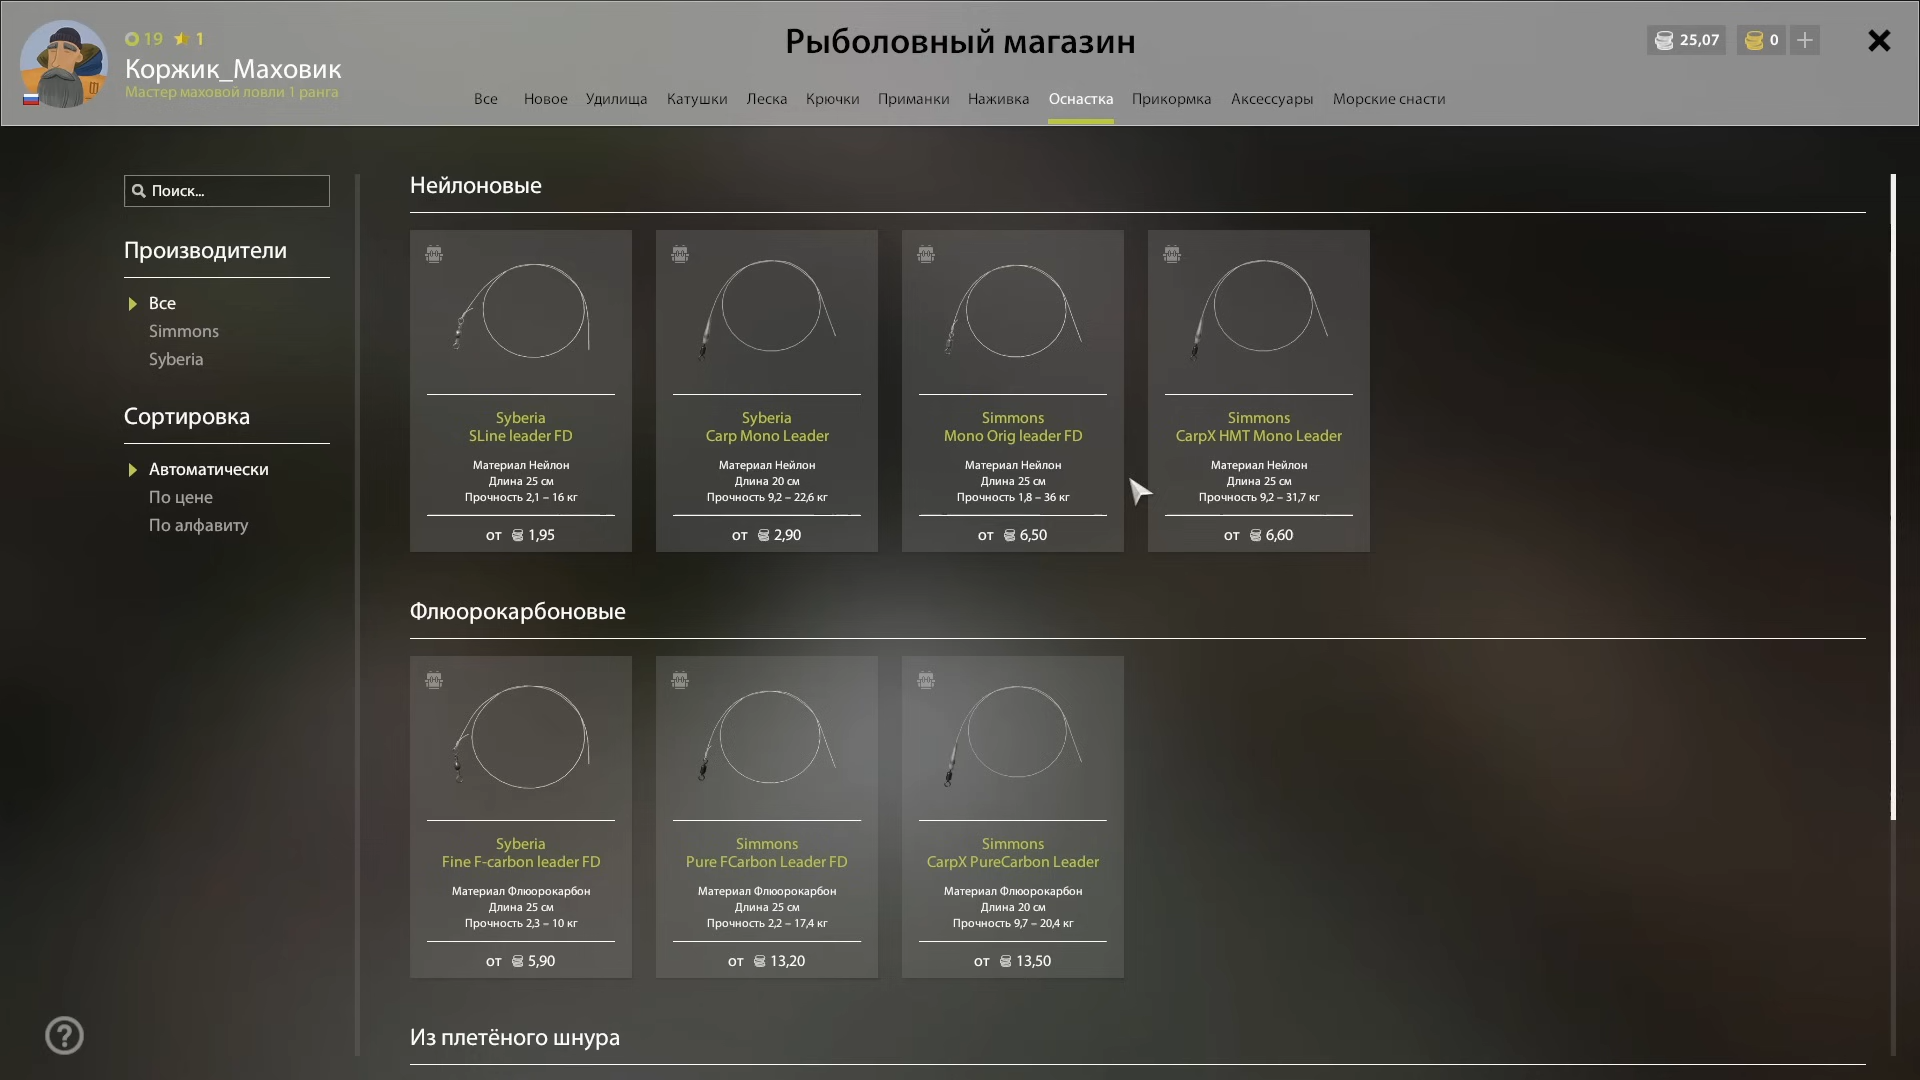 19 1
Коржик_Маховик
Мастер маховой ловли 1 ранга
Рыболовный магазин
25,07 0
Все Новое Удилища Катушки Леска Крючки Приманки Наживка Оснастка Прикормка Аксессуары Морские снасти
Поиск...
Производители
Все
Simmons
Syberia
Сортировка
Автоматически
По цене
По алфавиту
Нейлоновые
Syberia
SLine leader FD
Материал Нейлон
Длина 25 см
Прочность 2,1 – 16 кг
от 1,95
Syberia
Carp Mono Leader
Материал Нейлон
Длина 20 см
Прочность 9,2 – 22,6 кг
от 2,90
Simmons
Mono Orig leader FD
Материал Нейлон
Длина 25 см
Прочность 1,8 – 36 кг
от 6,50
Simmons
CarpX HMT Mono Leader
Материал Нейлон
Длина 25 см
Прочность 9,2 – 31,7 кг
от 6,60
Флюорокарбоновые
Syberia
Fine F-carbon leader FD
Материал Флюорокарбон
Длина 25 см
Прочность 2,3 – 10 кг
от 5,90
Simmons
Pure FCarbon Leader FD
Материал Флюорокарбон
Длина 25 см
Прочность 2,2 – 17,4 кг
от 13,20
Simmons
CarpX PureCarbon Leader
Материал Флюорокарбон
Длина 20 см
Прочность 9,7 – 20,4 кг
от 13,50
Из плетёного шнура